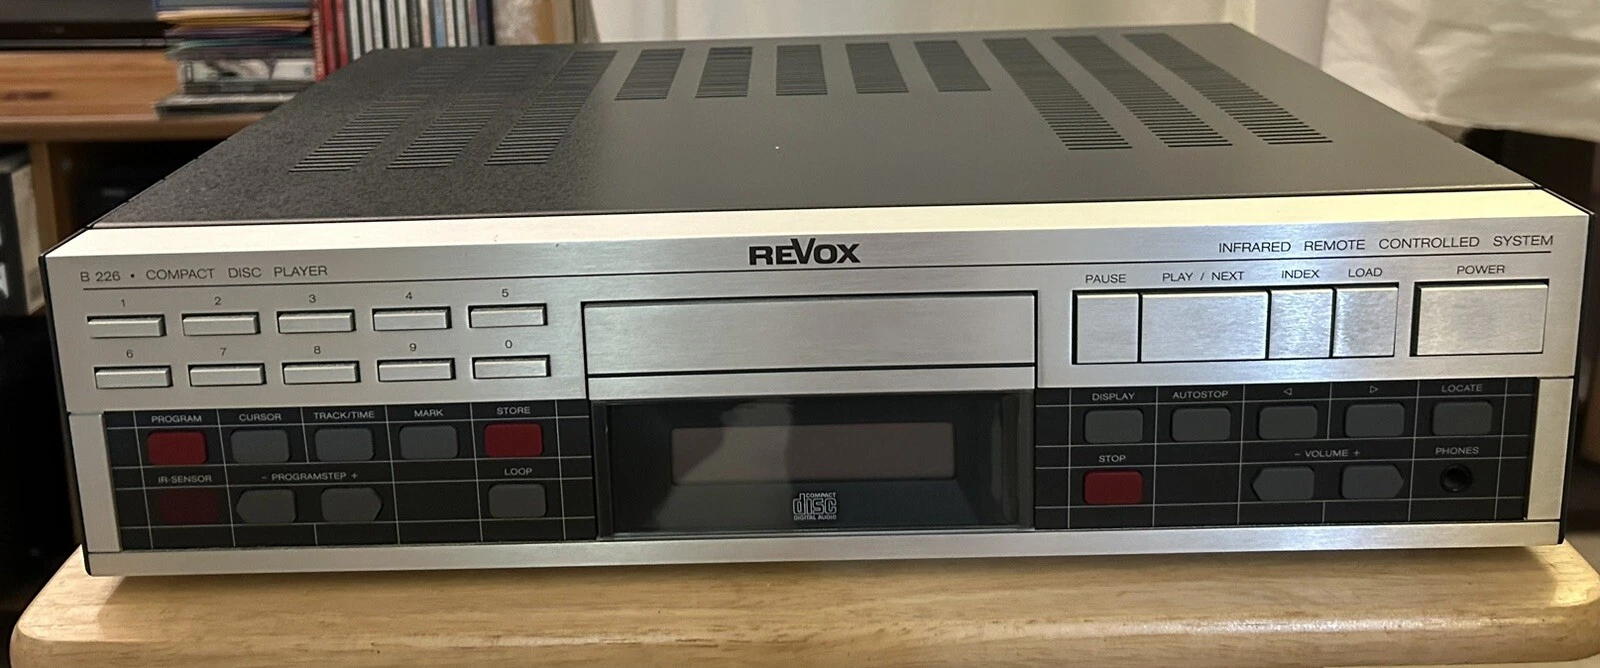 REVOX
B 226 • COMPACT DISC PLAYER
INFRARED REMOTE CONTROLLED SYSTEM
1 2 3 4 5
6 7 8 9 0
PAUSE PLAY / NEXT INDEX LOAD POWER
PROGRAM CURSOR TRACK/TIME MARK STORE
IR-SENSOR - PROGRAMSTEP + LOOP
COMPACT
disc
DIGITAL AUDIO
DISPLAY AUTOSTOP ◁ ▷ LOCATE
STOP - VOLUME + PHONES